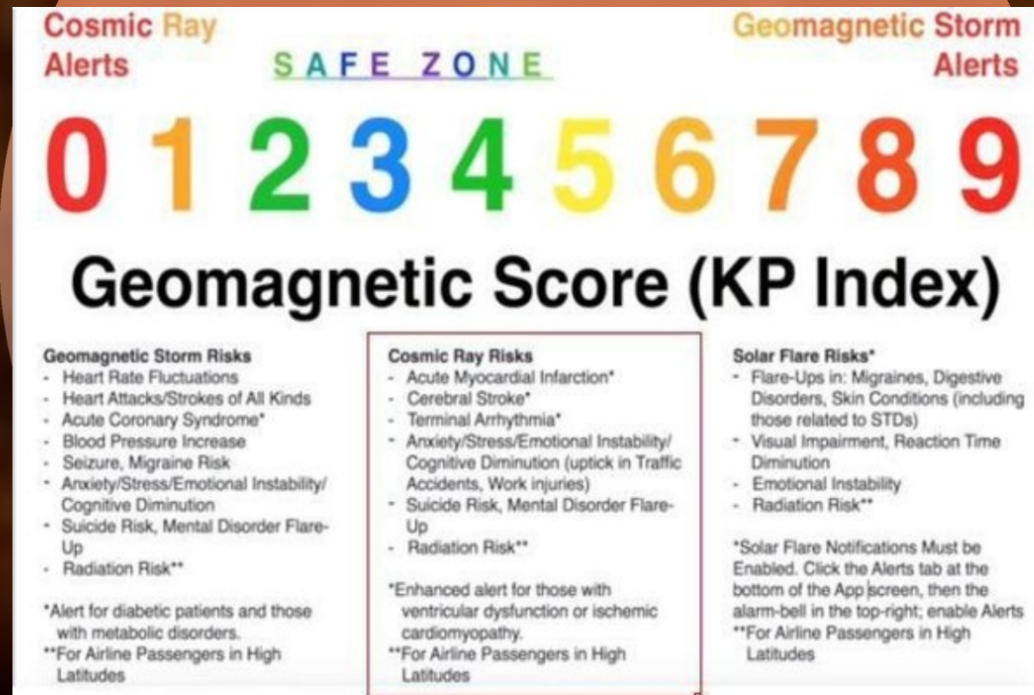 Cosmic Ray
Alerts
SAFE ZONE
Geomagnetic Storm
Alerts
0 1 2 3 4 5 6 7 8 9
Geomagnetic Score (KP Index)
Geomagnetic Storm Risks
- Heart Rate Fluctuations
- Heart Attacks/Strokes of All Kinds
- Acute Coronary Syndrome*
- Blood Pressure Increase
- Seizure, Migraine Risk
- Anxiety/Stress/Emotional Instability/
Cognitive Diminution
- Suicide Risk, Mental Disorder Flare-
Up
- Radiation Risk**
*Alert for diabetic patients and those
with metabolic disorders.
**For Airline Passengers in High
Latitudes
Cosmic Ray Risks
- Acute Myocardial Infarction*
- Cerebral Stroke*
- Terminal Arrhythmia*
- Anxiety/Stress/Emotional Instability/
Cognitive Diminution (uptick in Traffic
Accidents, Work injuries)
- Suicide Risk, Mental Disorder Flare-
Up
- Radiation Risk**
*Enhanced alert for those with
ventricular dysfunction or ischemic
cardiomyopathy.
**For Airline Passengers in High
Latitudes
Solar Flare Risks*
- Flare-Ups in: Migraines, Digestive
Disorders, Skin Conditions (including
those related to STDs)
- Visual Impairment, Reaction Time
Diminution
- Emotional Instability
- Radiation Risk**
*Solar Flare Notifications Must be
Enabled. Click the Alerts tab at the
bottom of the App screen, then the
alarm-bell in the top-right; enable Alerts
**For Airline Passengers in High
Latitudes